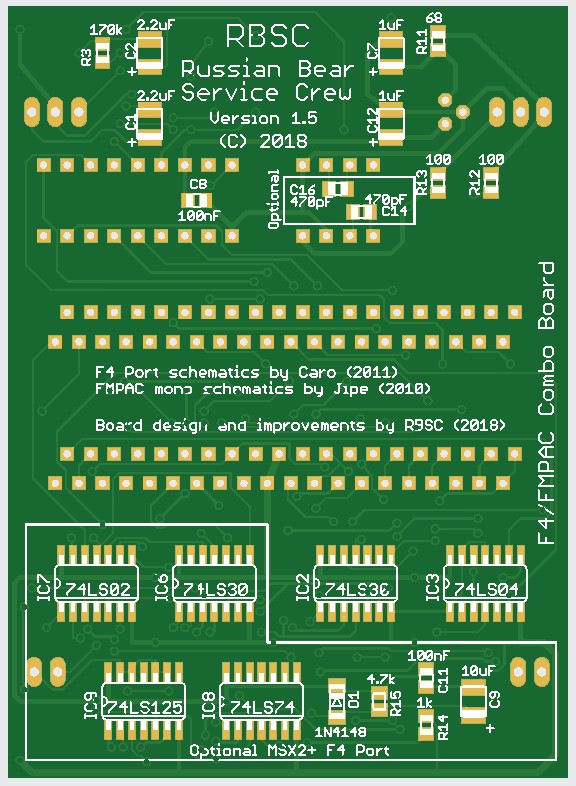 170k
R3
2.2uF
C2
+
RBSC
Russian Bear
Service Crew
Version 1.5
(C) 2018
1uF
C7
+
68
R11
2.2uF
C1
+
1uF
C12
+
C8
100nF
Optional
C16
470pF
470pF
C14
100
R13
100
R12
F4 Port schematics by Caro (2011)
FMPAC mono schematics by Jipe (2010)
Board design and improvements by RBSC (2018)
F4/FMPAC Combo Board
IC7
74LS02
IC6
74LS30
IC2
IC3
74LS04
IC9
74LS125
IC8
74LS74
D1
1N4148
4.7k
R15
100nF
C11
1k
R14
10uF
C9
+
Optional MSX2+ F4 Port